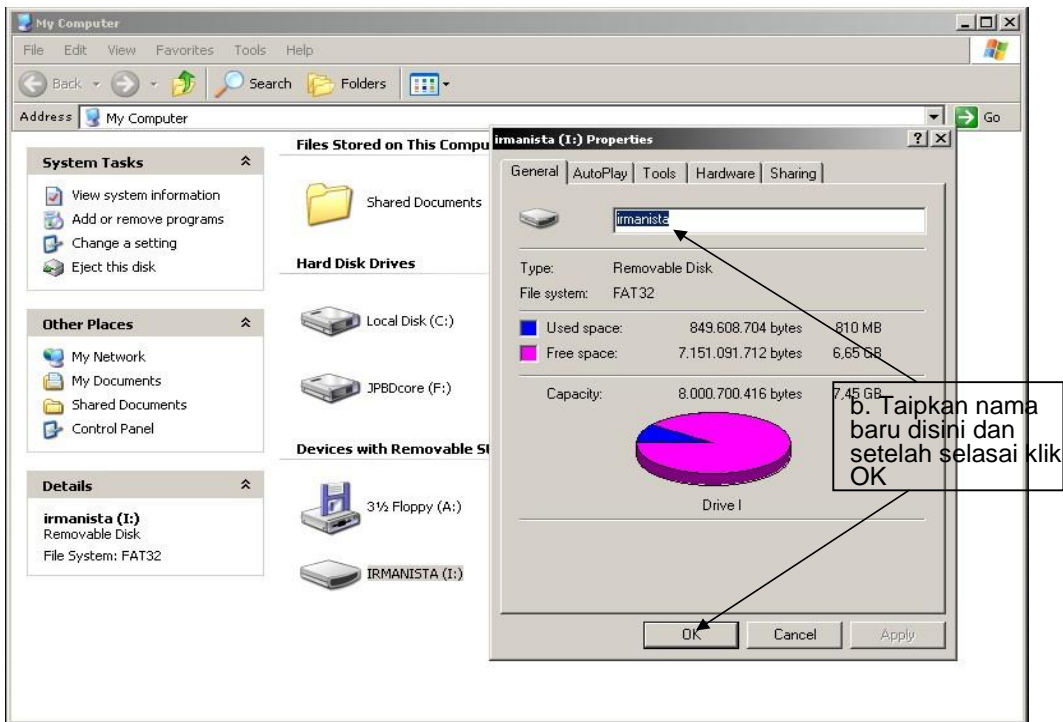 My Computer
File Edit View Favorites Tools Help
Back Search Folders
Address My Computer Go
System Tasks
View system information
Add or remove programs
Change a setting
Eject this disk
Other Places
My Network
My Documents
Shared Documents
Control Panel
Details
irmanista (I:)
Removable Disk
File System: FAT32
Files Stored on This Compu
Shared Documents
Hard Disk Drives
Local Disk (C:)
JPBDcore (F:)
Devices with Removable St
3½ Floppy (A:)
IRMANISTA (I:)
irmanista (I:) Properties
General AutoPlay Tools Hardware Sharing
irmanista
Type: Removable Disk
File system: FAT32
Used space: 849.608.704 bytes 810 MB
Free space: 7.151.091.712 bytes 6,65 GB
Capacity: 8.000.700.416 bytes 7,45 GB
Drive I
OK Cancel Apply
b. Taipkan nama
baru disini dan
setelah selasai klik
OK